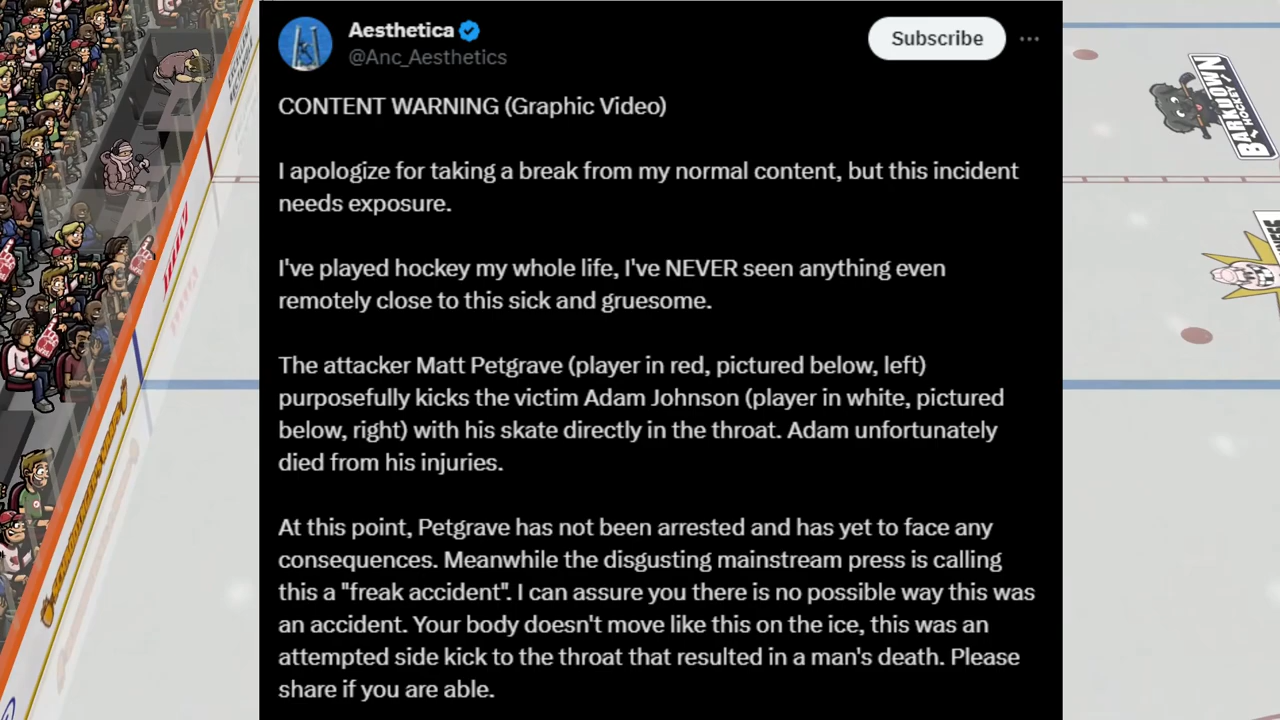 Aesthetica
@Anc_Aesthetics
Subscribe
CONTENT WARNING (Graphic Video)
I apologize for taking a break from my normal content, but this incident
needs exposure.
I've played hockey my whole life, I've NEVER seen anything even
remotely close to this sick and gruesome.
The attacker Matt Petgrave (player in red, pictured below, left)
purposefully kicks the victim Adam Johnson (player in white, pictured
below, right) with his skate directly in the throat. Adam unfortunately
died from his injuries.
At this point, Petgrave has not been arrested and has yet to face any
consequences. Meanwhile the disgusting mainstream press is calling
this a "freak accident". I can assure you there is no possible way this was
an accident. Your body doesn't move like this on the ice, this was an
attempted side kick to the throat that resulted in a man's death. Please
share if you are able.
BARKDOWN
HOCKEY